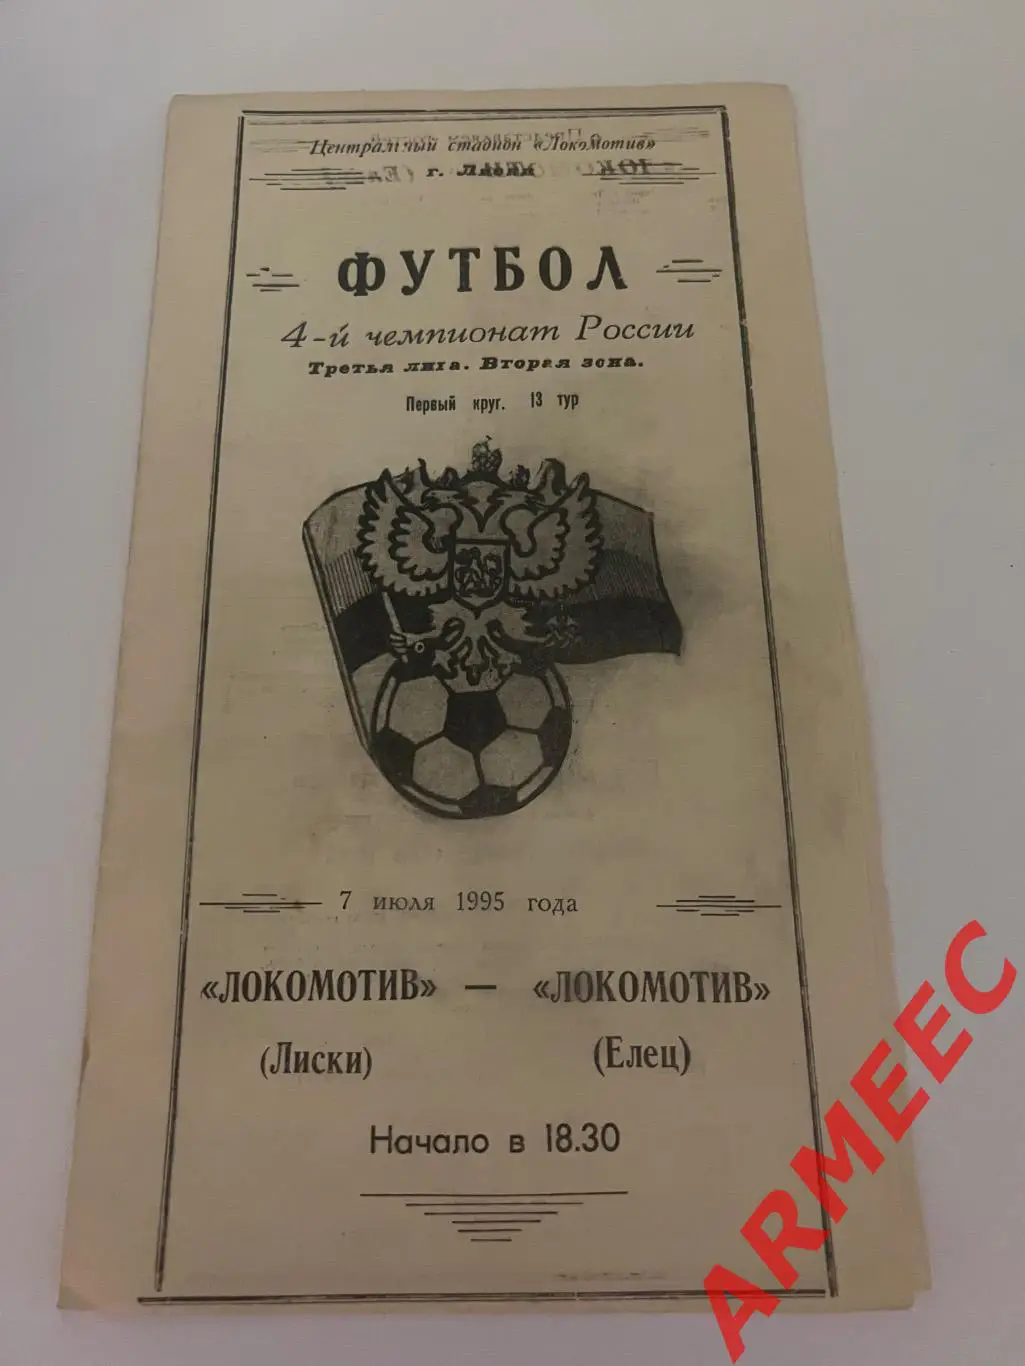 Центральный стадион «Локомотив»
г. Лиски
ФУТБОЛ
4-й чемпионат России
Третья лига. Вторая зона.
Первый круг. 13 тур
7 июля 1995 года
«ЛОКОМОТИВ» — «ЛОКОМОТИВ»
(Лиски) (Елец)
Начало в 18.30
ARMEEC